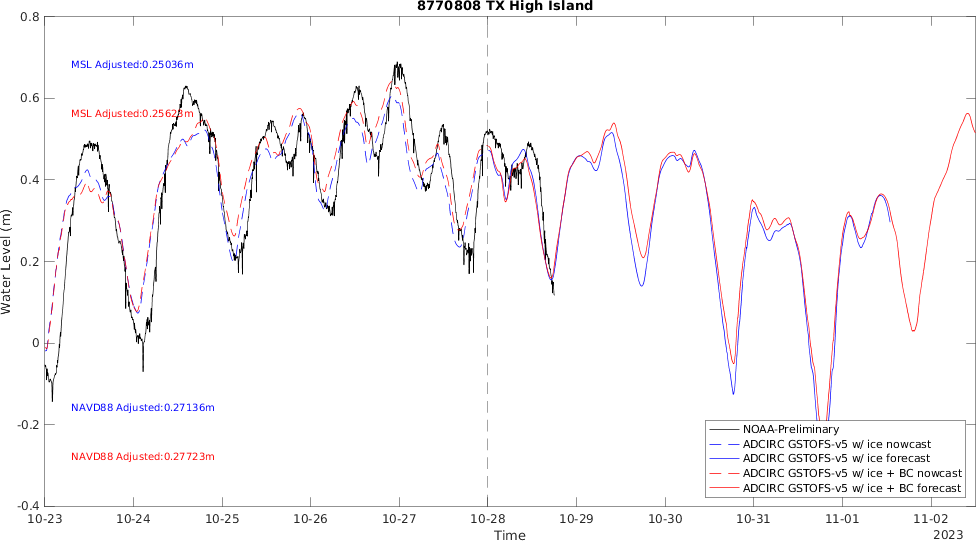 8770808 TX High Island
0.8
0.6
0.4
0.2
0
-0.2
-0.4
Water Level (m)
MSL Adjusted:0.25036m
MSL Adjusted:0.25623m
NAVD88 Adjusted:0.27136m
NAVD88 Adjusted:0.27723m
NOAA-Preliminary
ADCIRC GSTOFS-v5 w/ ice nowcast
ADCIRC GSTOFS-v5 w/ ice forecast
ADCIRC GSTOFS-v5 w/ ice + BC nowcast
ADCIRC GSTOFS-v5 w/ ice + BC forecast
10-23 10-24 10-25 10-26 10-27 10-28 10-29 10-30 10-31 11-01 11-02
Time
2023